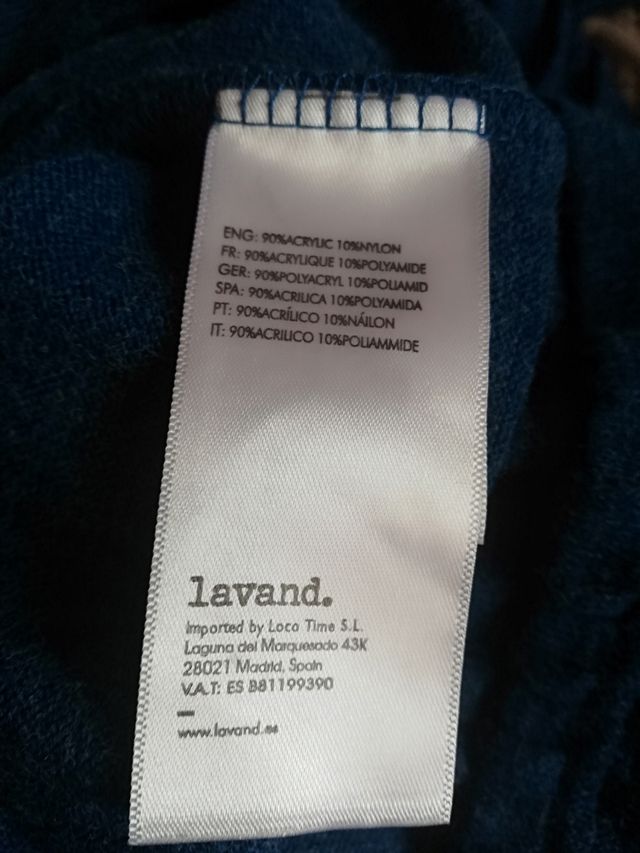 ENG: 90%ACRYLIC 10%NYLON
FR: 90%ACRYLIQUE 10%POLYAMIDE
GER: 90%POLYACRYL 10%POLIAMID
SPA: 90%ACRILICA 10%POLYAMIDA
PT: 90%ACRÍLICO 10%NÁILON
IT: 90%ACRILICO 10%POLIAMMIDE
lavand.
Imported by Loca Time S.L.
Laguna del Marquesado 43K
28021 Madrid, Spain
V.A.T: ES B81199390
www.lavand.es